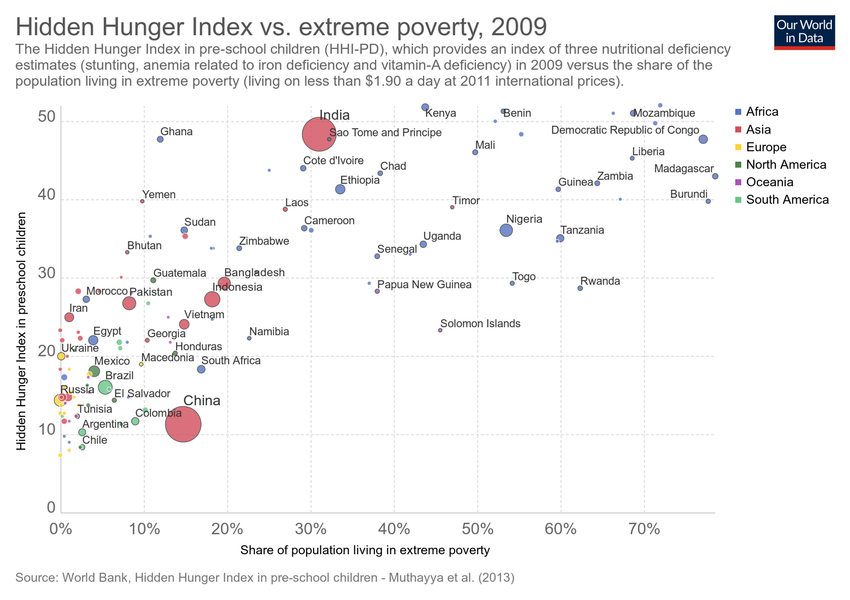 Hidden Hunger Index vs. extreme poverty, 2009
Our World
in Data
The Hidden Hunger Index in pre-school children (HHI-PD), which provides an index of three nutritional deficiency
estimates (stunting, anemia related to iron deficiency and vitamin-A deficiency) in 2009 versus the share of the
population living in extreme poverty (living on less than $1.90 a day at 2011 international prices).
Hidden Hunger Index in preschool children
50
40
30
20
10
0
India
Kenya
Benin
Mozambique
Ghana
Sao Tome and Principe
Democratic Republic of Congo
Mali
Liberia
Cote d'Ivoire
Chad
Madagascar
Ethiopia
Guinea
Zambia
Yemen
Burundi
Laos
Timor
Sudan
Cameroon
Nigeria
Bhutan
Zimbabwe
Senegal
Uganda
Tanzania
Guatemala
Bangladesh
Togo
Rwanda
Morocco
Pakistan
Indonesia
Papua New Guinea
Iran
Vietnam
Solomon Islands
Egypt
Georgia
Namibia
Ukraine
Honduras
Macedonia
Mexico
South Africa
Brazil
Russia
El Salvador
China
Tunisia
Colombia
Argentina
Chile
0%
10%
20%
30%
40%
50%
60%
70%
Share of population living in extreme poverty
Africa
Asia
Europe
North America
Oceania
South America
Source: World Bank, Hidden Hunger Index in pre-school children - Muthayya et al. (2013)